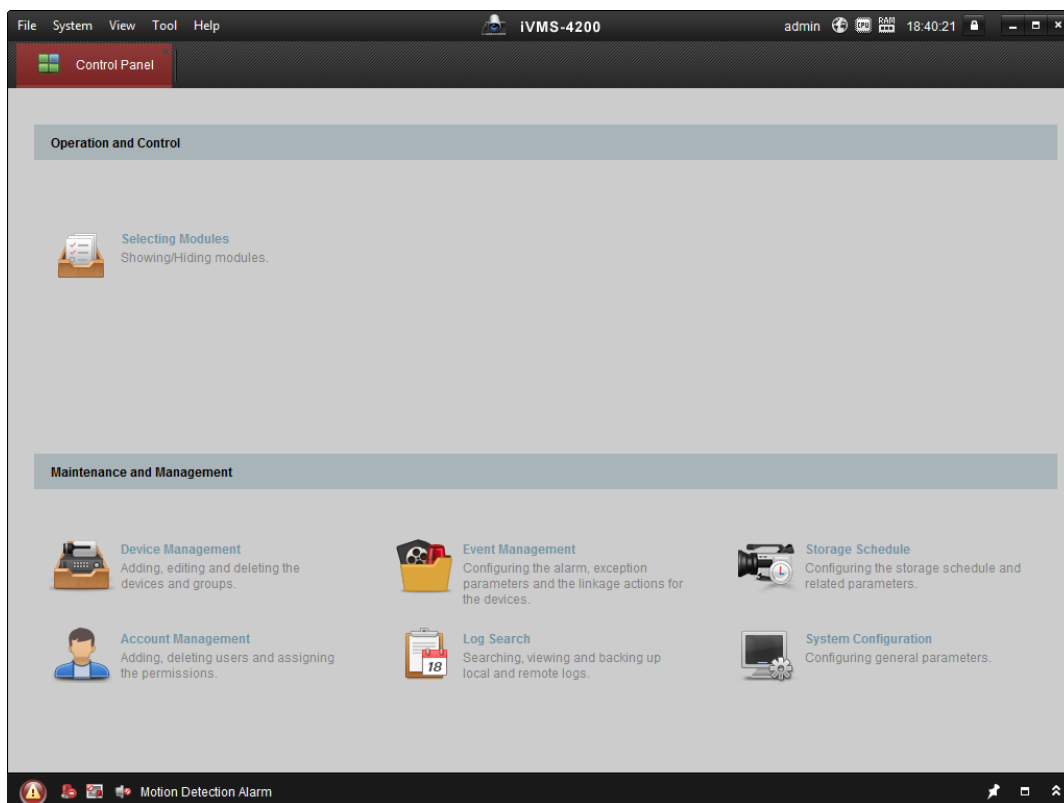 File System View Tool Help iVMS-4200 admin CPU RAM 18:40:21
Control Panel
Operation and Control
Selecting Modules
Showing/Hiding modules.
Maintenance and Management
Device Management
Adding, editing and deleting the
devices and groups.
Event Management
Configuring the alarm, exception
parameters and the linkage actions for
the devices.
Storage Schedule
Configuring the storage schedule and
related parameters.
Account Management
Adding, deleting users and assigning
the permissions.
18
Log Search
Searching, viewing and backing up
local and remote logs.
System Configuration
Configuring general parameters.
Motion Detection Alarm